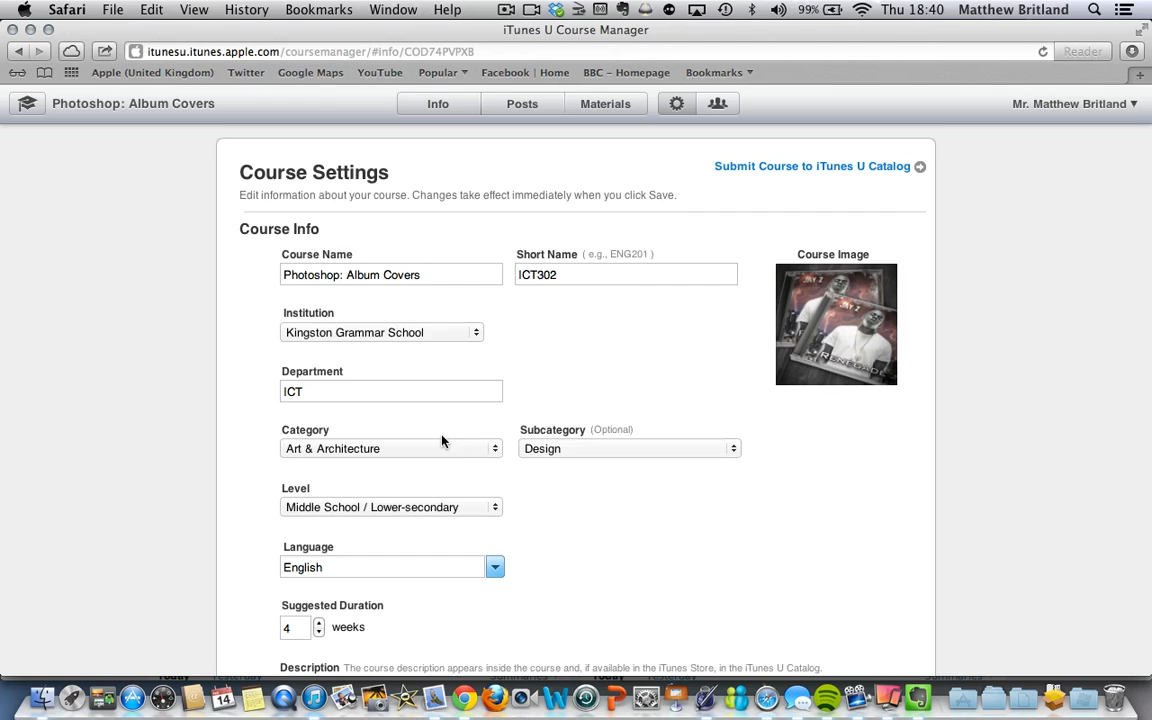 Safari File Edit View History Bookmarks Window Help 99% Thu 18:40 Matthew Britland
iTunes U Course Manager
itunesu.itunes.apple.com/coursemanager/#info/COD74PVPXB Reader
Apple (United Kingdom) Twitter Google Maps YouTube Popular Facebook | Home BBC – Homepage Bookmarks
Photoshop: Album Covers Info Posts Materials Mr. Matthew Britland
Course Settings Submit Course to iTunes U Catalog
Edit information about your course. Changes take effect immediately when you click Save.
Course Info
Course Name Short Name ( e.g., ENG201 ) Course Image
Photoshop: Album Covers ICT302
JAY Z
JAY Z
RENEGADE
Institution
Kingston Grammar School
Department
ICT
Category Subcategory (Optional)
Art & Architecture Design
Level
Middle School / Lower-secondary
Language
English
Suggested Duration
4 weeks
Description The course description appears inside the course and, if available in the iTunes Store, in the iTunes U Catalog.
14